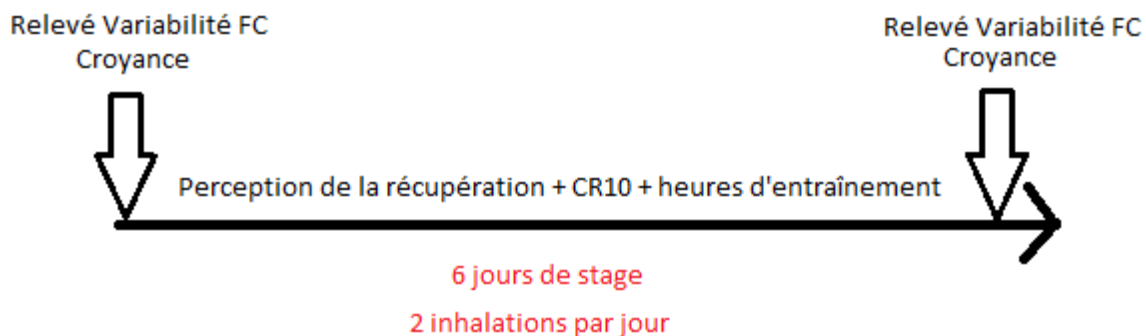 Relevé Variabilité FC
Croyance
Relevé Variabilité FC
Croyance
Perception de la récupération + CR10 + heures d'entraînement
6 jours de stage
2 inhalations par jour